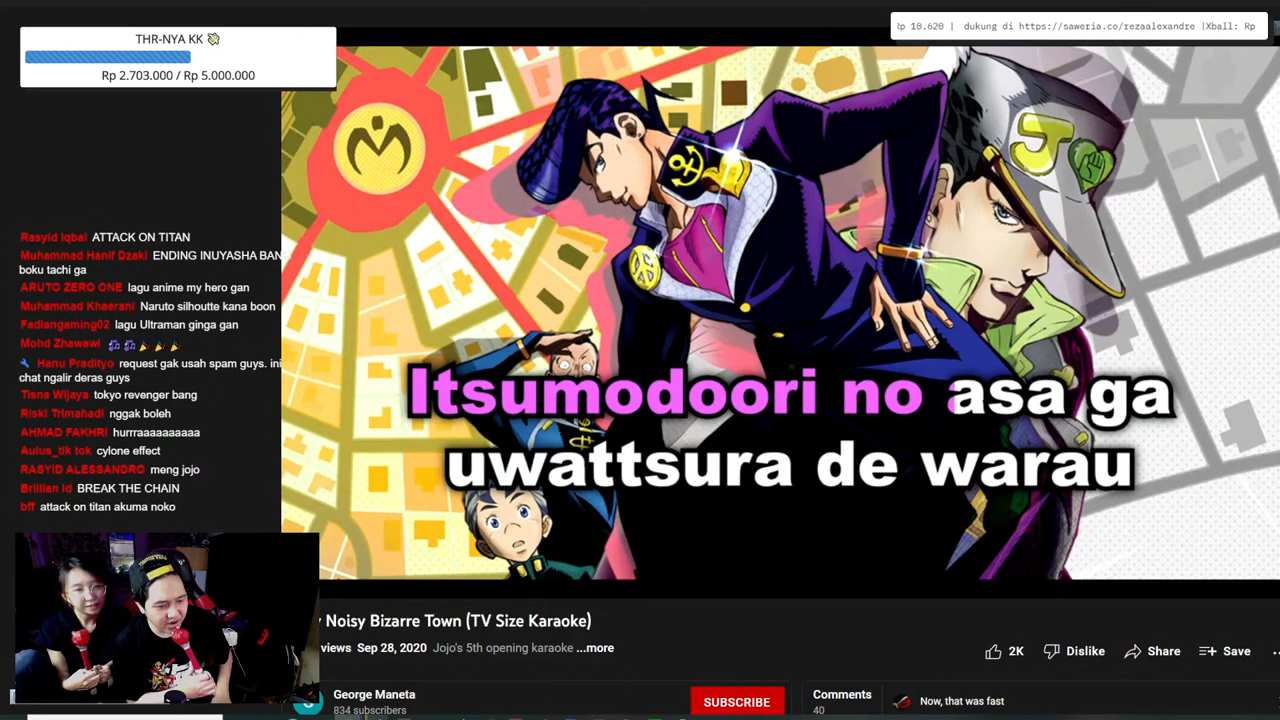 THR-NYA KK
Rp 2.703.000 / Rp 5.000.000
Rp 10.620 | dukung di https://saweria.co/rezaalexandre |Xball: Rp
Rasyid Iqbal ATTACK ON TITAN
Muhammad Hanif Dzaki ENDING INUYASHA BAN
boku tachi ga
ARUTO ZERO ONE lagu anime my hero gan
Muhammad Khaerani Naruto silhoutte kana boon
Fadlangaming02 lagu Ultraman ginga gan
Mohd Zhawawi
Hanu Pradityo request gak usah spam guys. ini
chat ngalir deras guys
Tisna Wijaya tokyo revenger bang
Riski Trimahadi nggak boleh
AHMAD FAKHRI hurrraaaaaaaaaa
Aulus_tik tok cylone effect
RASYID ALESSANDRO meng jojo
Brillian id BREAK THE CHAIN
bff attack on titan akuma noko
J
Itsumodoori no asa ga
uwattsura de warau
y Noisy Bizarre Town (TV Size Karaoke)
views Sep 28, 2020 Jojo's 5th opening karaoke ...more
2K Dislike Share Save
George Maneta
834 subscribers
SUBSCRIBE
Comments
40
Now, that was fast